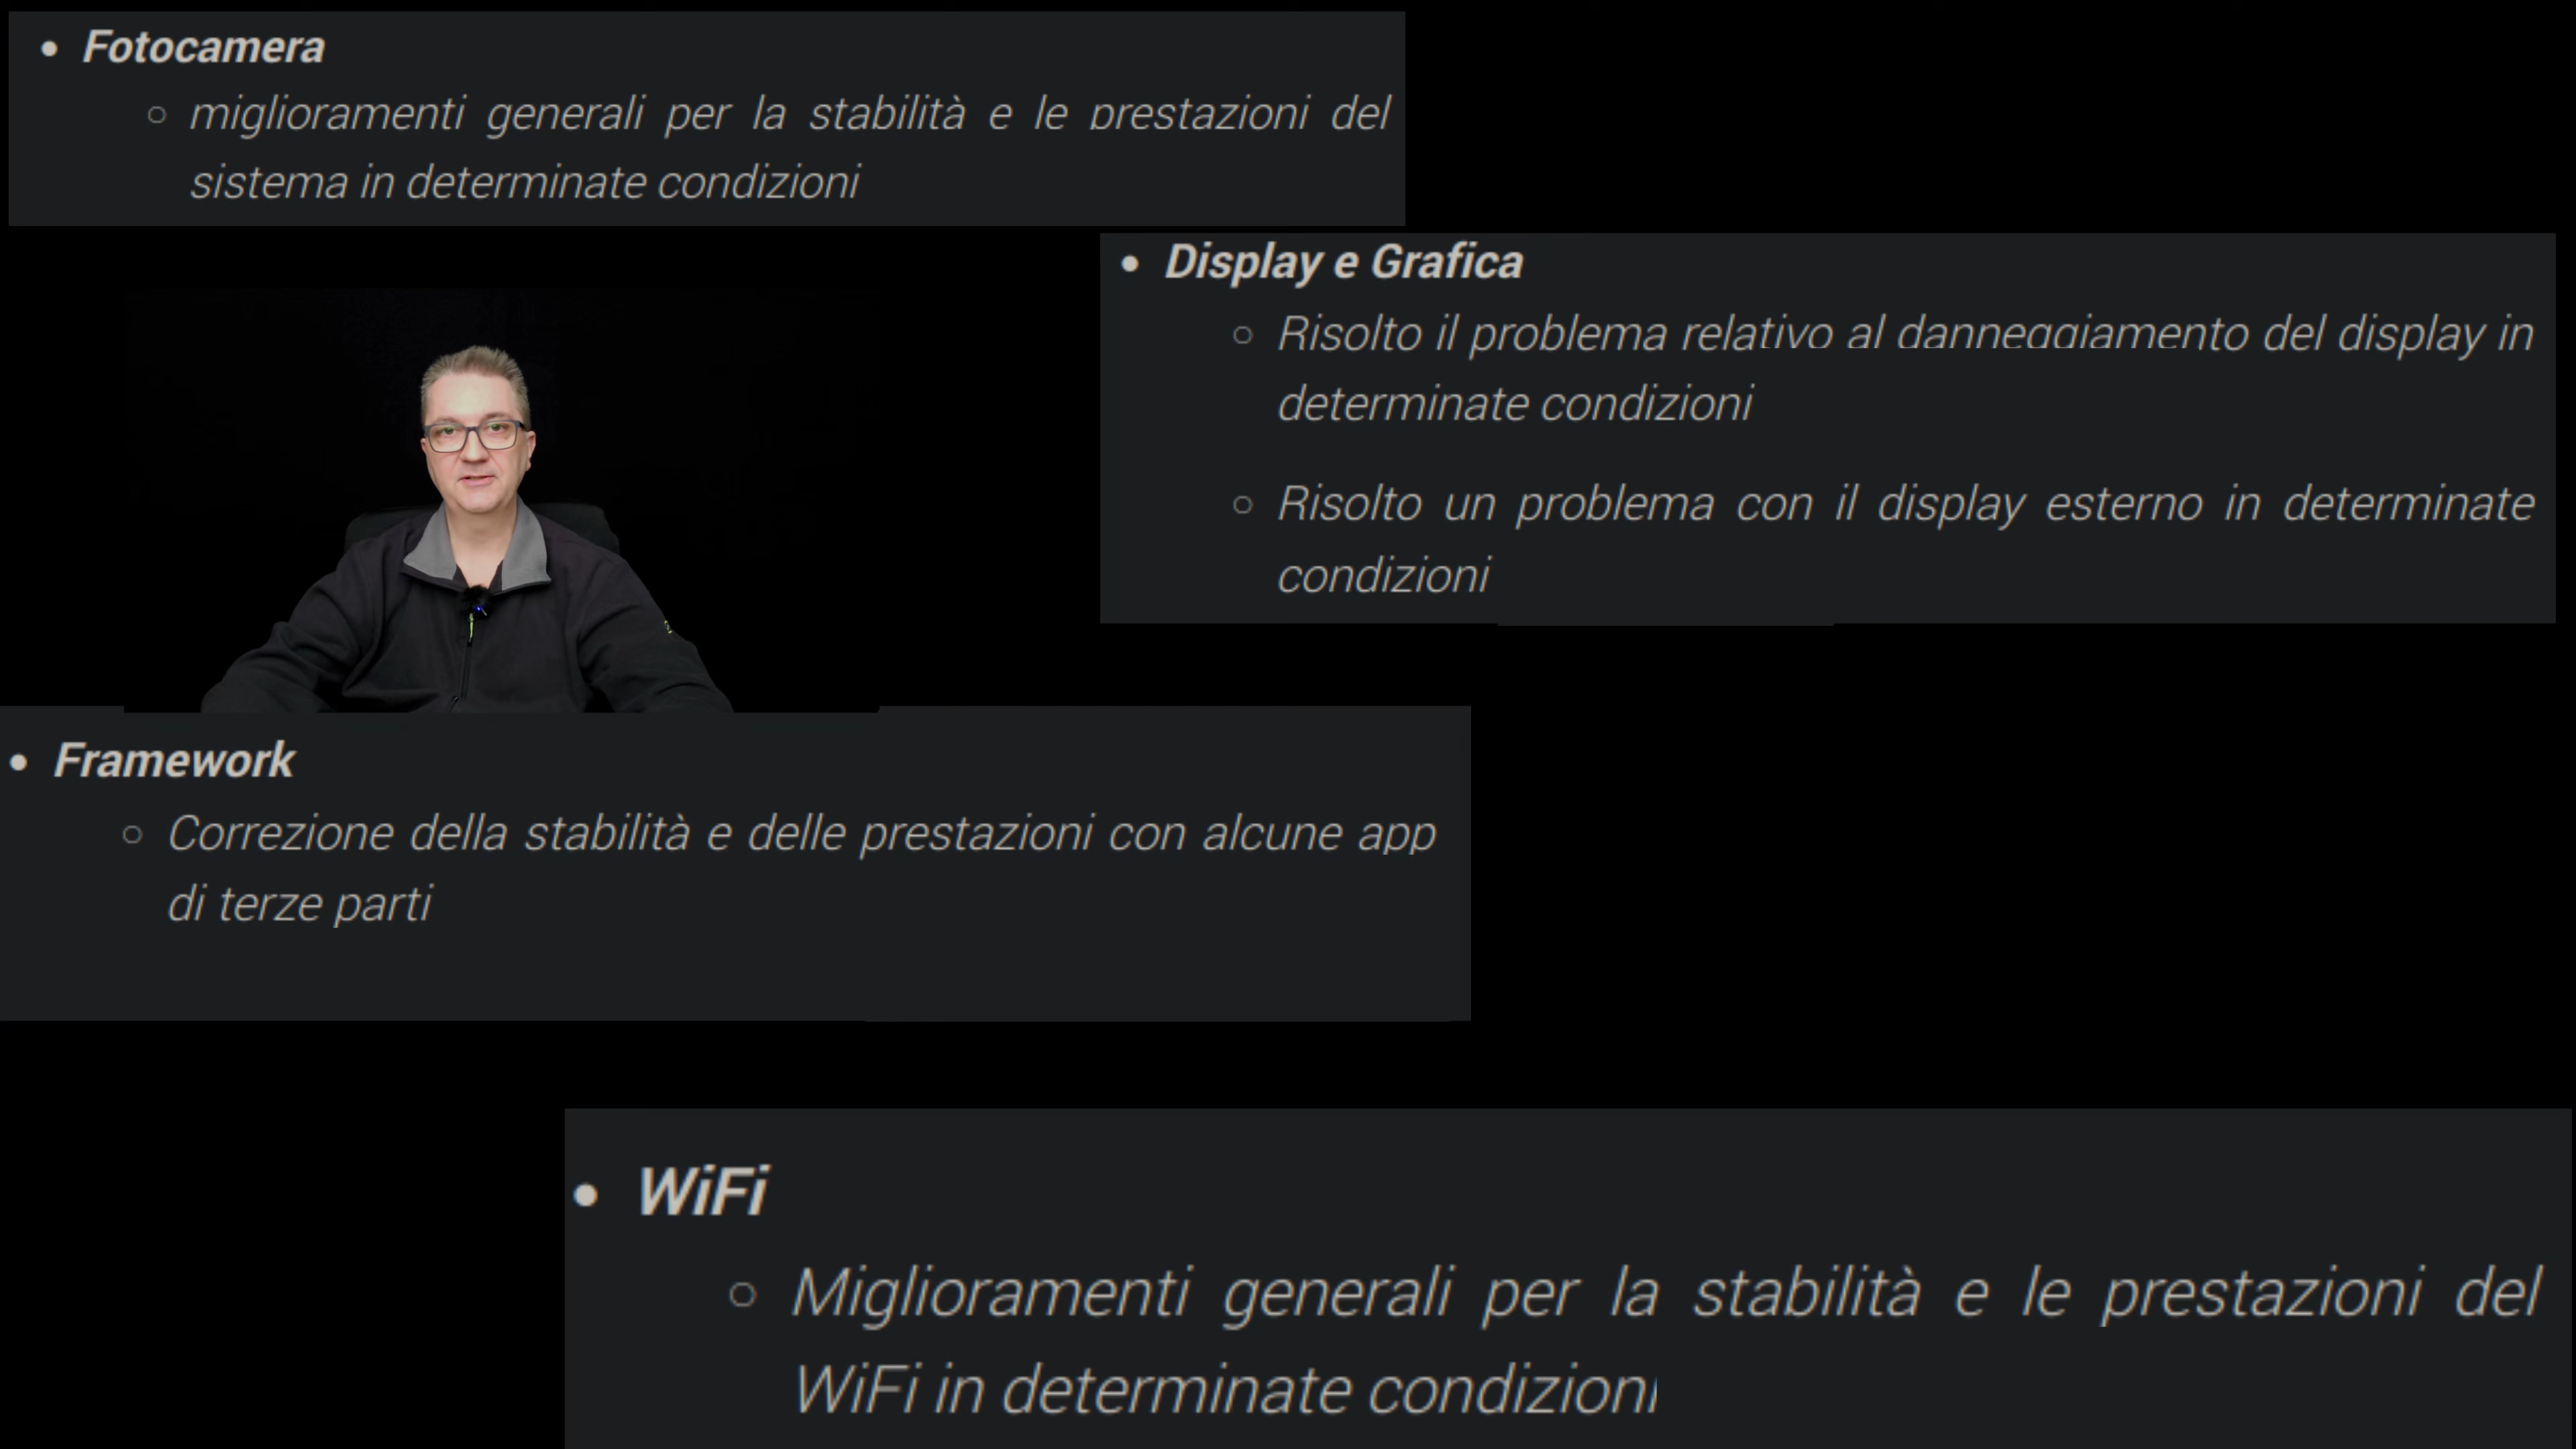 Fotocamera
miglioramenti generali per la stabilità e le prestazioni del
sistema in determinate condizioni
Display e Grafica
Risolto il problema relativo al danneggiamento del display in
determinate condizioni
Risolto un problema con il display esterno in determinate
condizioni
Framework
Correzione della stabilità e delle prestazioni con alcune app
di terze parti
WiFi
Miglioramenti generali per la stabilità e le prestazioni del
WiFi in determinate condizioni